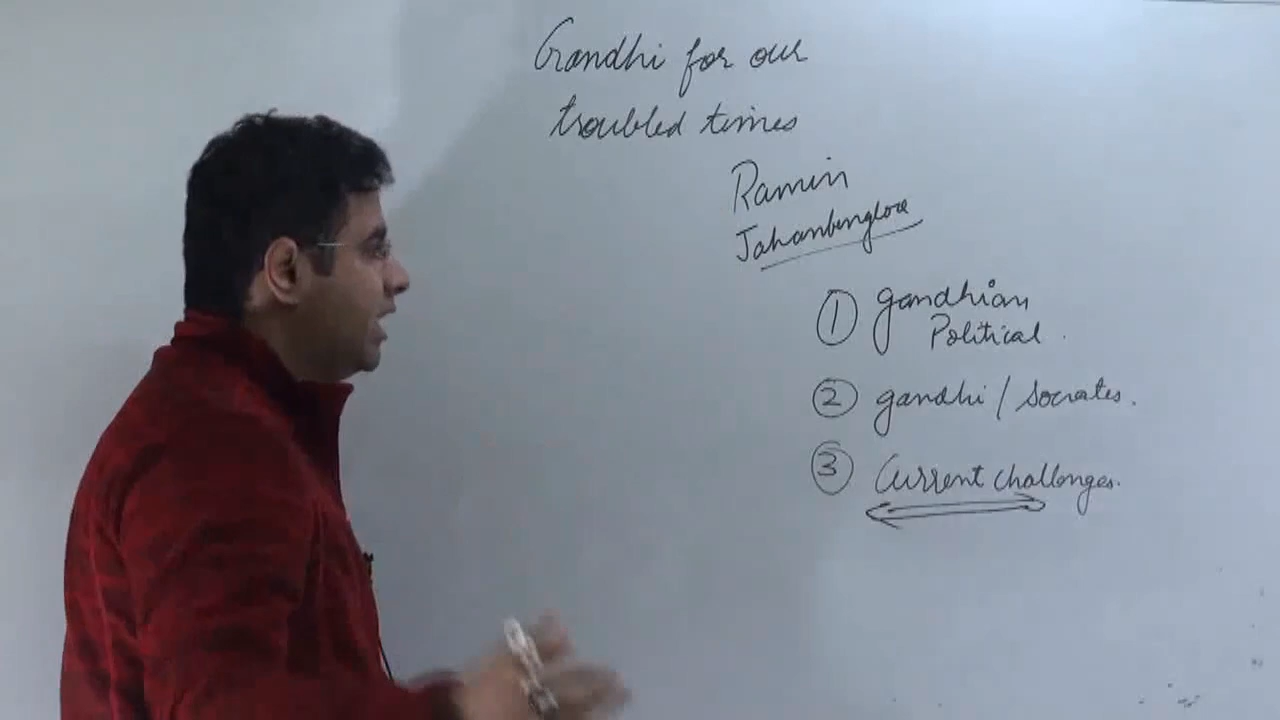 Gandhi for our
troubled times
Ramin
Jahanbengloo
① gandhian
Political.
② gandhi / Socrates.
③ Current challenges.